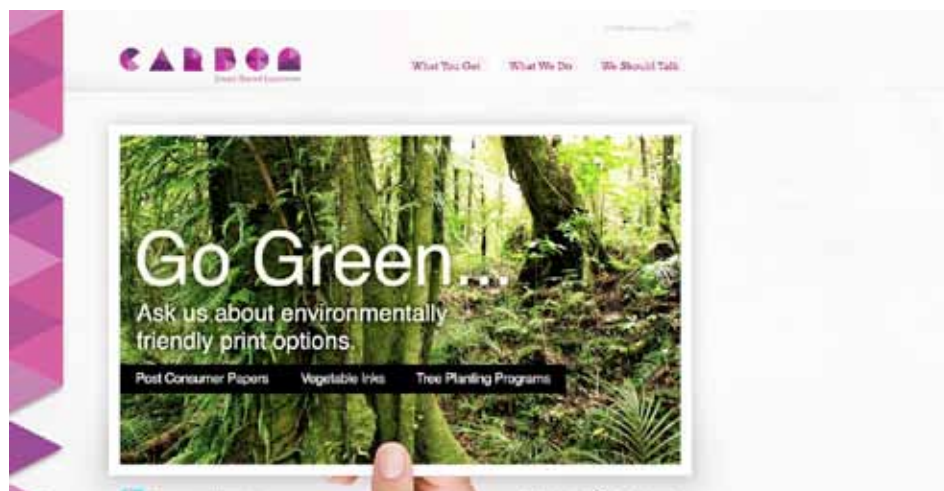 CARBON
What You Get What We Do We Should Talk
Go Green...
Ask us about environmentally
friendly print options.
Post Consumer Papers Vegetable Inks Tree Planting Programs